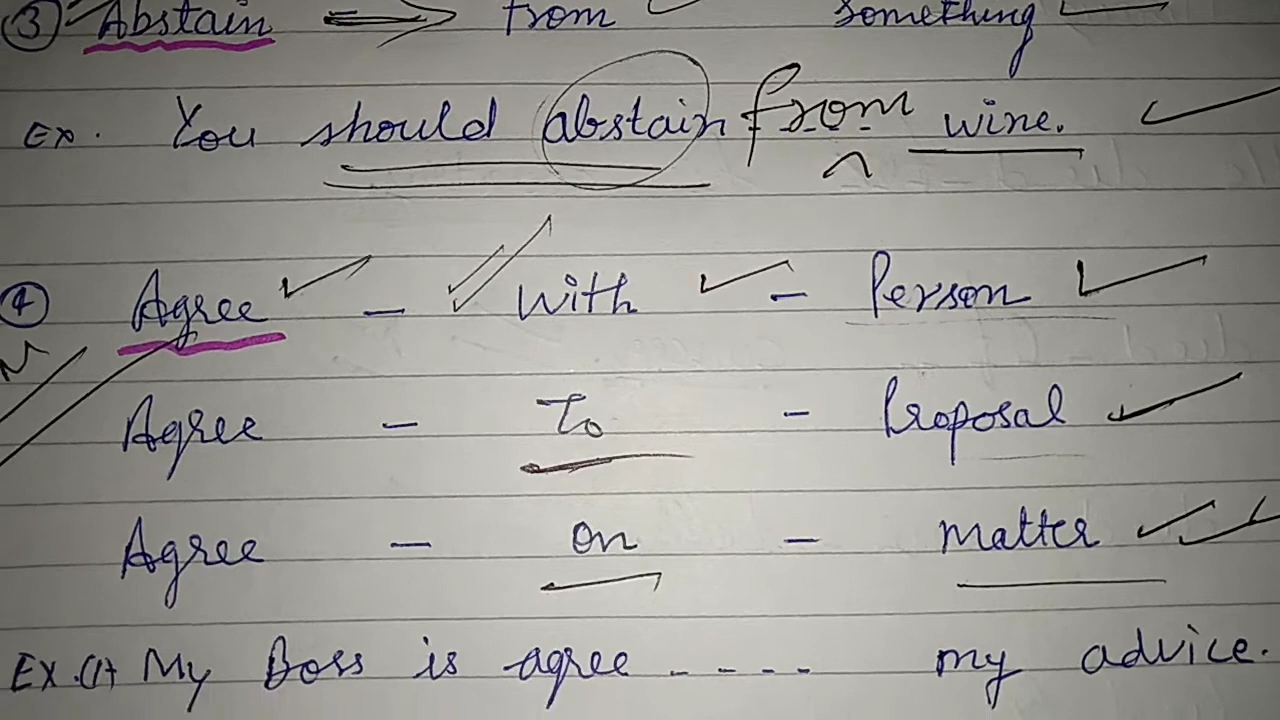 ③ Abstain ⇒ from something
Ex. You should abstain from wine.
④ Agree - with - Person
Agree - To - Proposal
Agree - on - matter
Ex.(1) My Boss is agree ---- my advice.